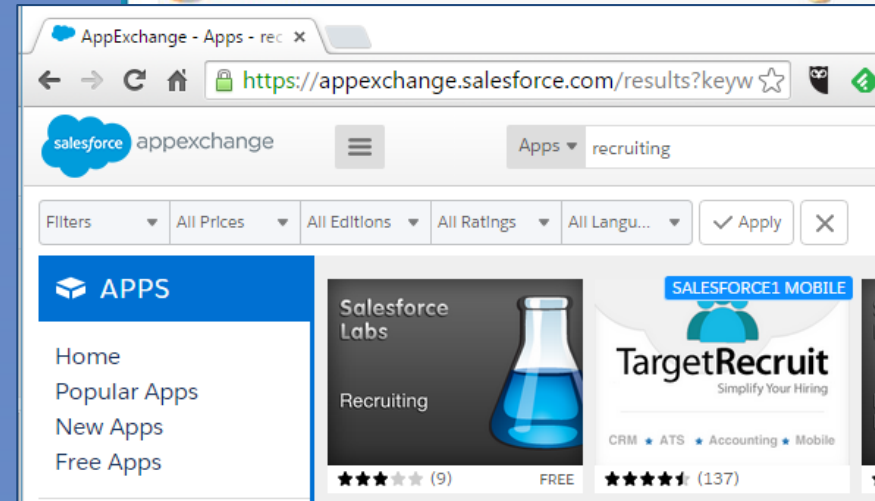 AppExchange - Apps - rec
https://appexchange.salesforce.com/results?keyw
salesforce appexchange
Apps recruiting
Filters All Prices All Editions All Ratings All Langu... Apply
APPS
Home
Popular Apps
New Apps
Free Apps
Salesforce
Labs
Recruiting
(9) FREE
SALESFORCE1 MOBILE
TargetRecruit
Simplify Your Hiring
CRM ★ ATS ★ Accounting ★ Mobile
(137)